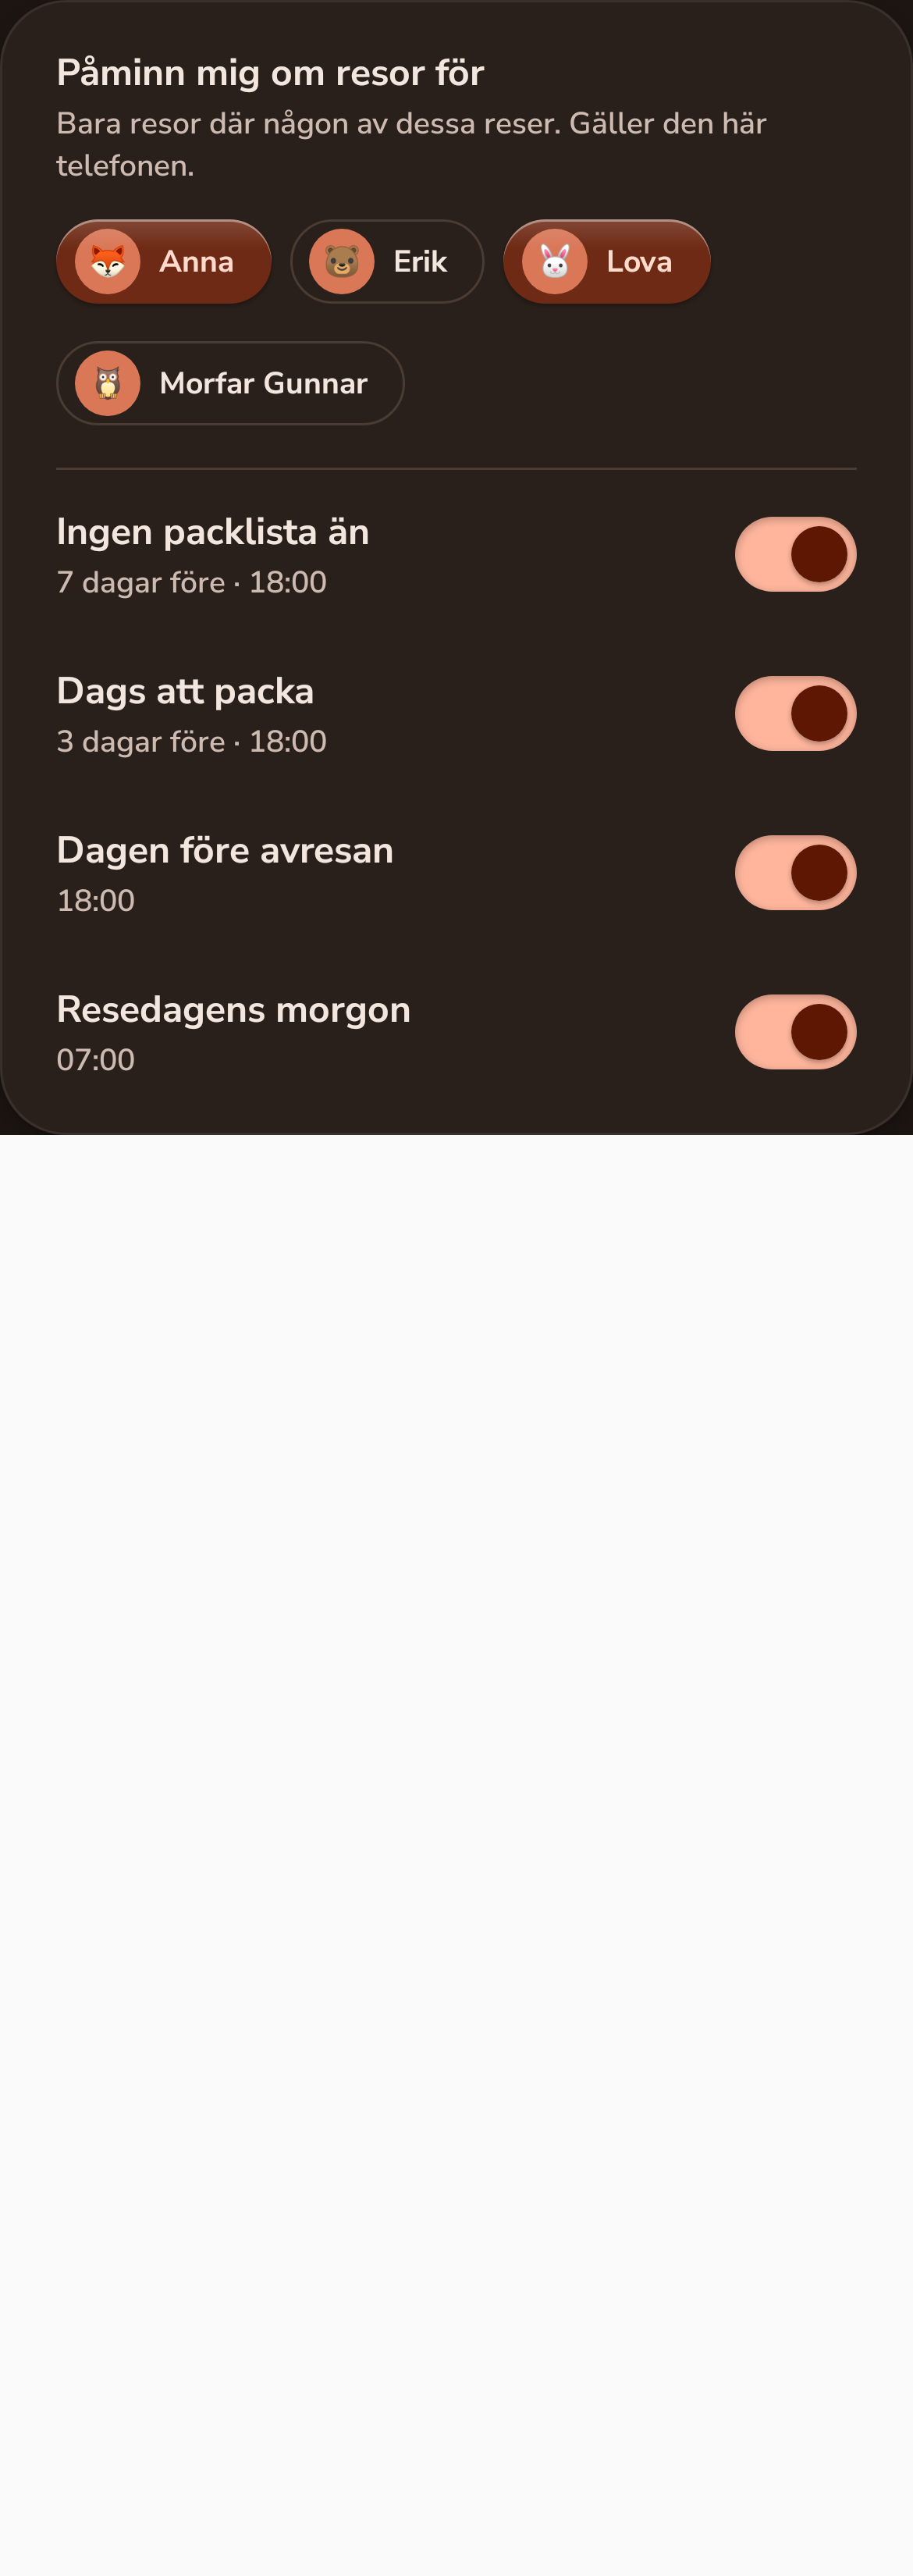 Påminn mig om resor för
Bara resor där någon av dessa reser. Gäller den här
telefonen.
Anna
Erik
Lova
Morfar Gunnar
Ingen packlista än
7 dagar före · 18:00
Dags att packa
3 dagar före · 18:00
Dagen före avresan
18:00
Resedagens morgon
07:00